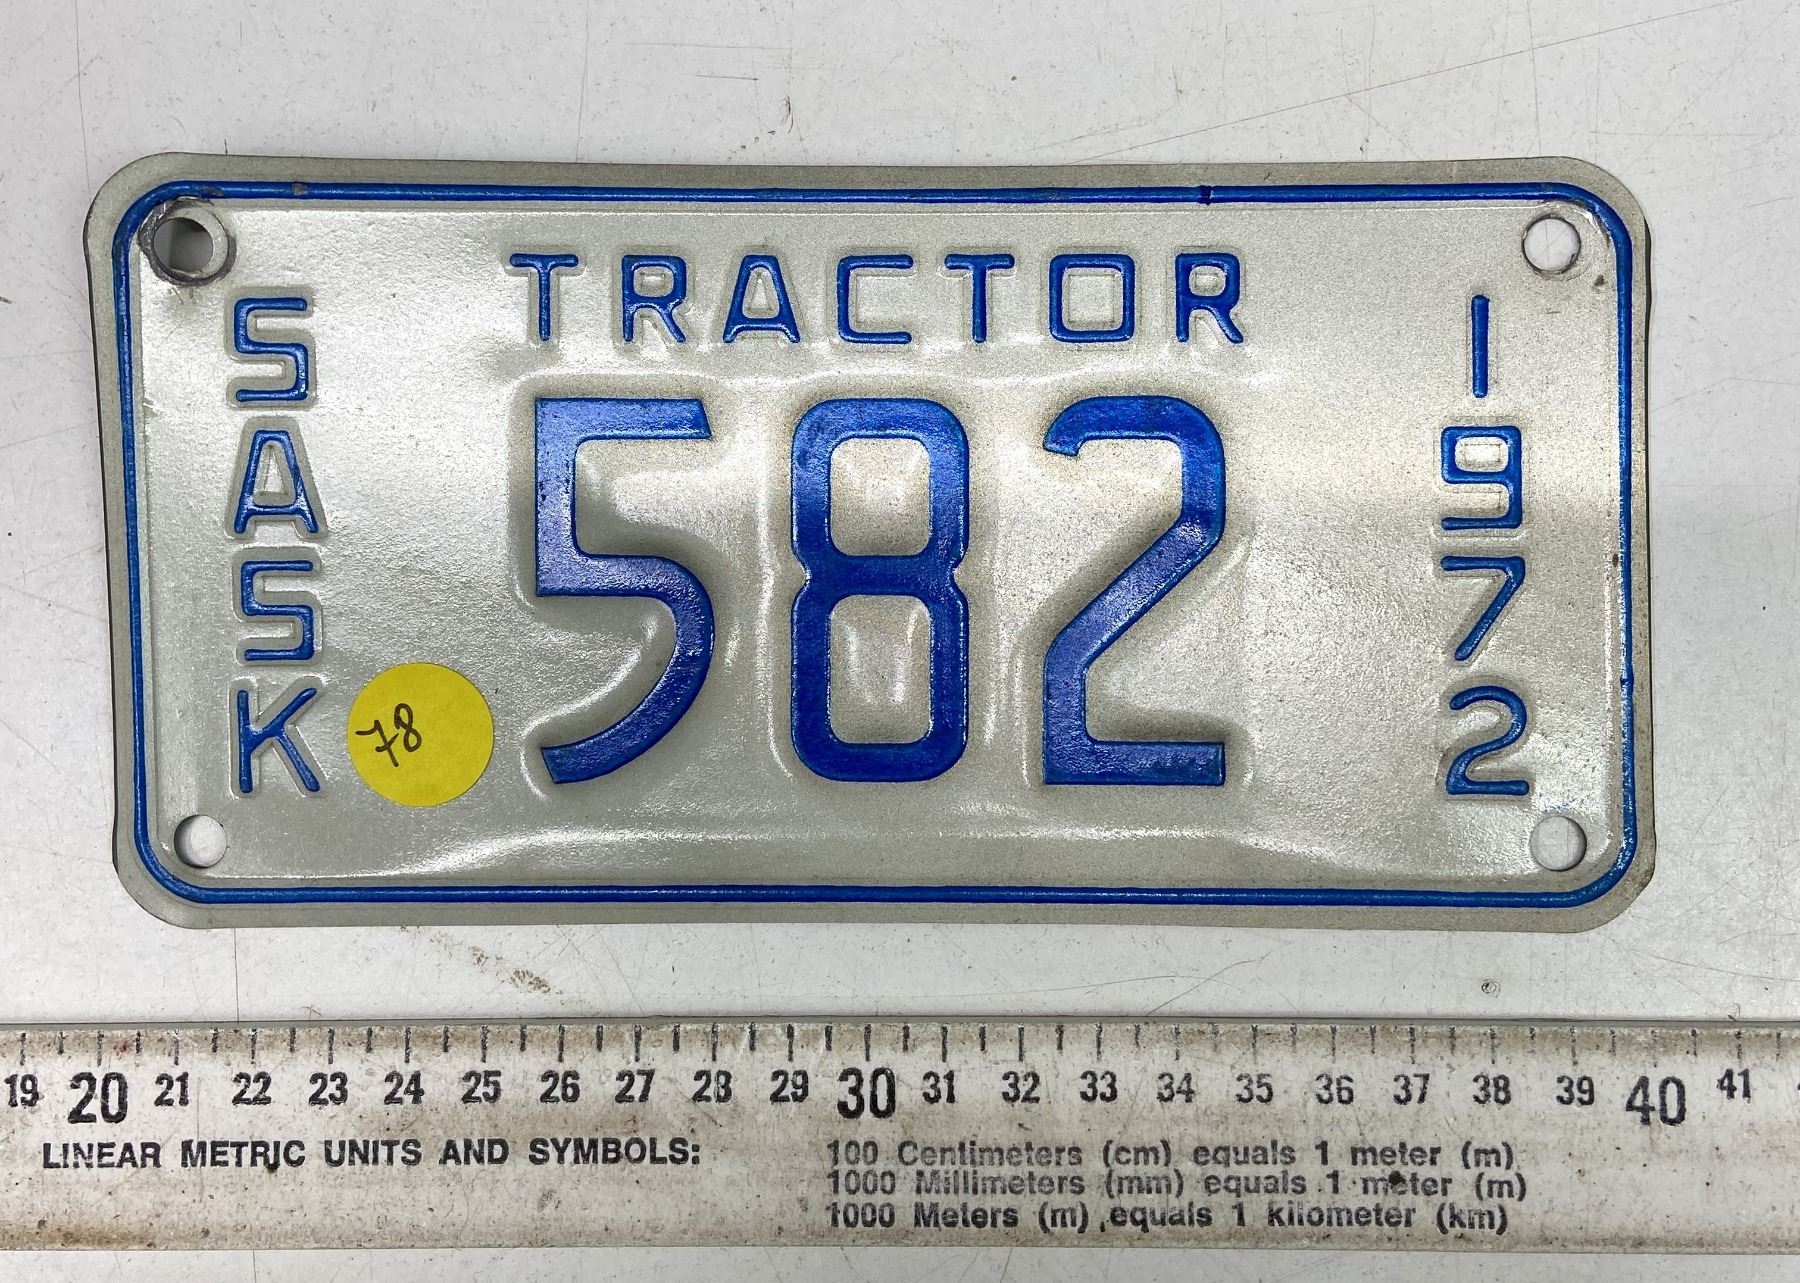 TRACTOR
SASK
1972
582
78
19 20 21 22 23 24 25 26 27 28 29 30 31 32 33 34 35 36 37 38 39 40 41
LINEAR METRIC UNITS AND SYMBOLS:
100 Centimeters (cm) equals 1 meter (m)
1000 Millimeters (mm) equals 1 meter (m)
1000 Meters (m) equals 1 kilometer (km)